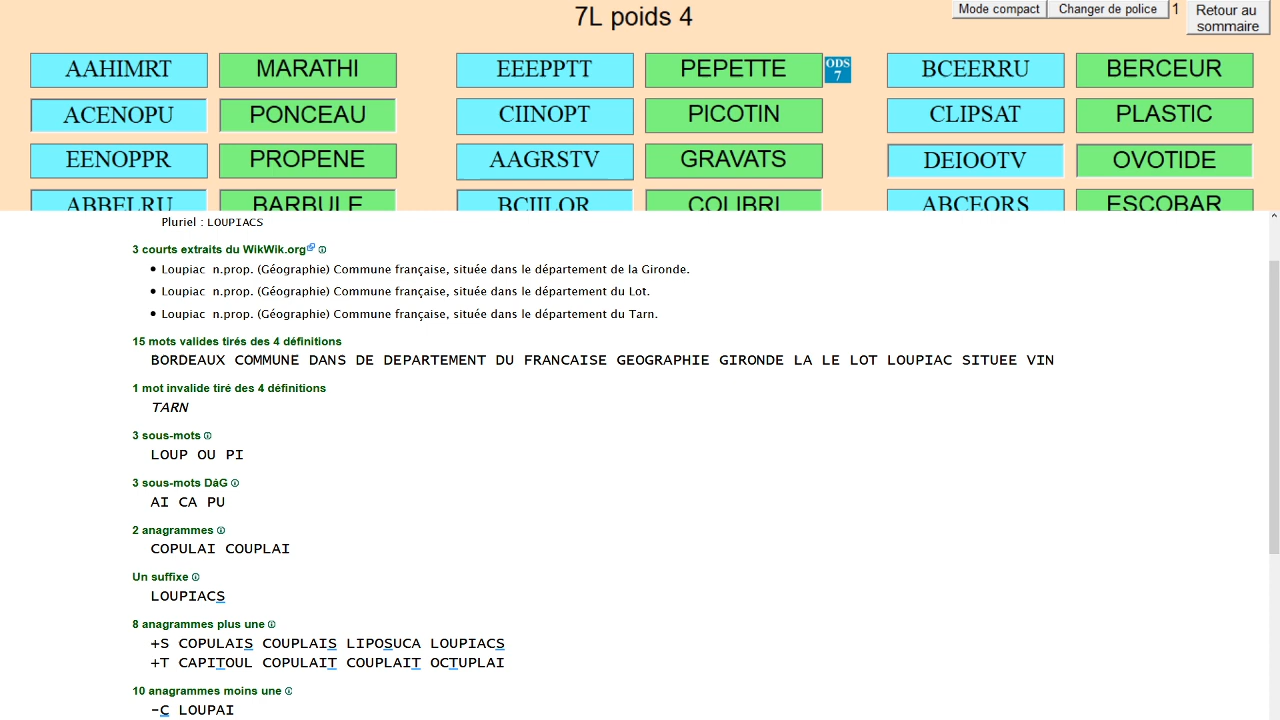 7L poids 4
Mode compact Changer de police 1 Retour au
sommaire
AAHIMRT MARATHI EEEPPTT PEPETTE ODS 7 BCEERRU BERCEUR
ACENOPU PONCEAU CIINOPT PICOTIN CLIPSAT PLASTIC
EENOPPR PROPENE AAGRSTV GRAVATS DEIOOTV OVOTIDE
ABBELRU BARBULE BCIILOR COLIBRI ABCEORS ESCOBAR
Pluriel : LOUPIACS
3 courts extraits du WikWik.org
• Loupiac n.prop. (Géographie) Commune française, située dans le département de la Gironde.
• Loupiac n.prop. (Géographie) Commune française, située dans le département du Lot.
• Loupiac n.prop. (Géographie) Commune française, située dans le département du Tarn.
15 mots valides tirés des 4 définitions
BORDEAUX COMMUNE DANS DE DEPARTEMENT DU FRANCAISE GEOGRAPHIE GIRONDE LA LE LOT LOUPIAC SITUEE VIN
1 mot invalide tiré des 4 définitions
TARN
3 sous-mots
LOUP OU PI
3 sous-mots DàG
AI CA PU
2 anagrammes
COPULAI COUPLAI
Un suffixe
LOUPIACS
8 anagrammes plus une
+S COPULAIS COUPLAIS LIPOSUCA LOUPIACS
+T CAPITOUL COPULAIT COUPLAIT OCTUPLAI
10 anagrammes moins une
-C LOUPAI